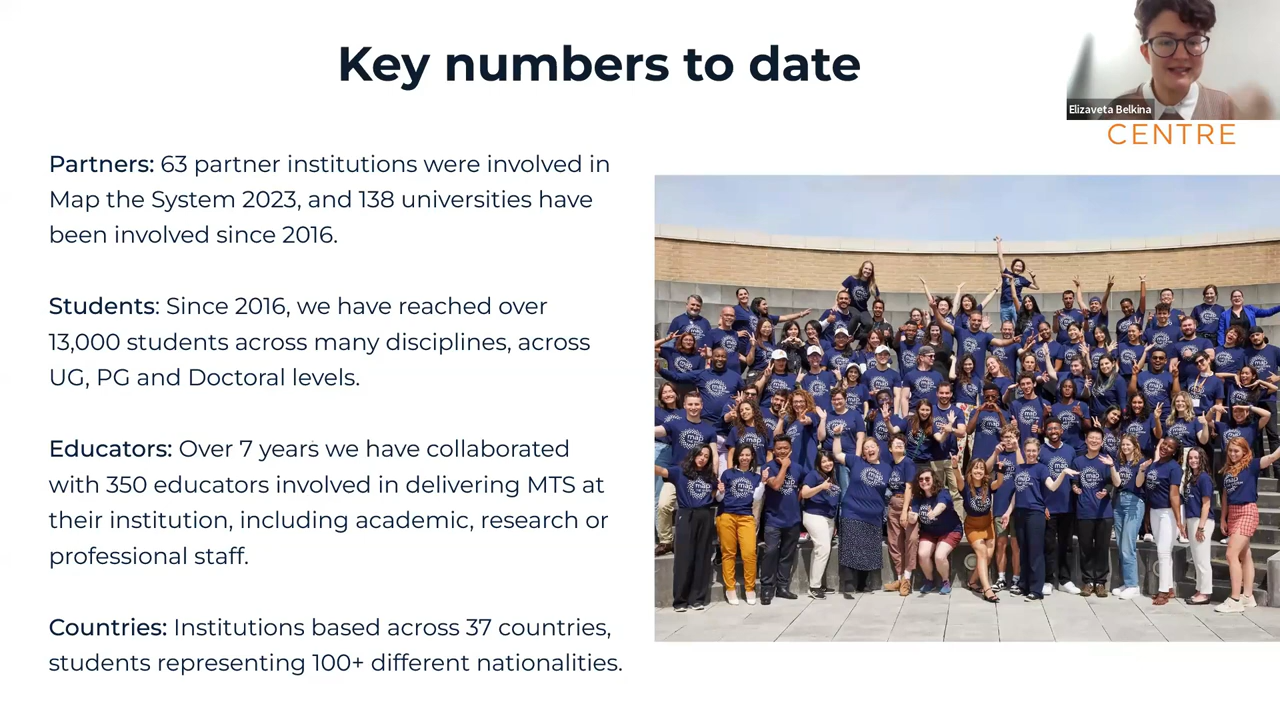 Key numbers to date
Elizaveta Belkina
CENTRE
Partners: 63 partner institutions were involved in
Map the System 2023, and 138 universities have
been involved since 2016.
Students: Since 2016, we have reached over
13,000 students across many disciplines, across
UG, PG and Doctoral levels.
Educators: Over 7 years we have collaborated
with 350 educators involved in delivering MTS at
their institution, including academic, research or
professional staff.
Countries: Institutions based across 37 countries,
students representing 100+ different nationalities.
map